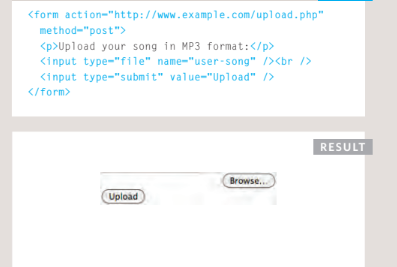 <form action="http://www.example.com/upload.php"
method="post">
<p>Upload your song in MP3 format:</p>
<input type="file" name="user-song" /><br />
<input type="submit" value="Upload" />
</form>
RESULT
Browse...
Upload